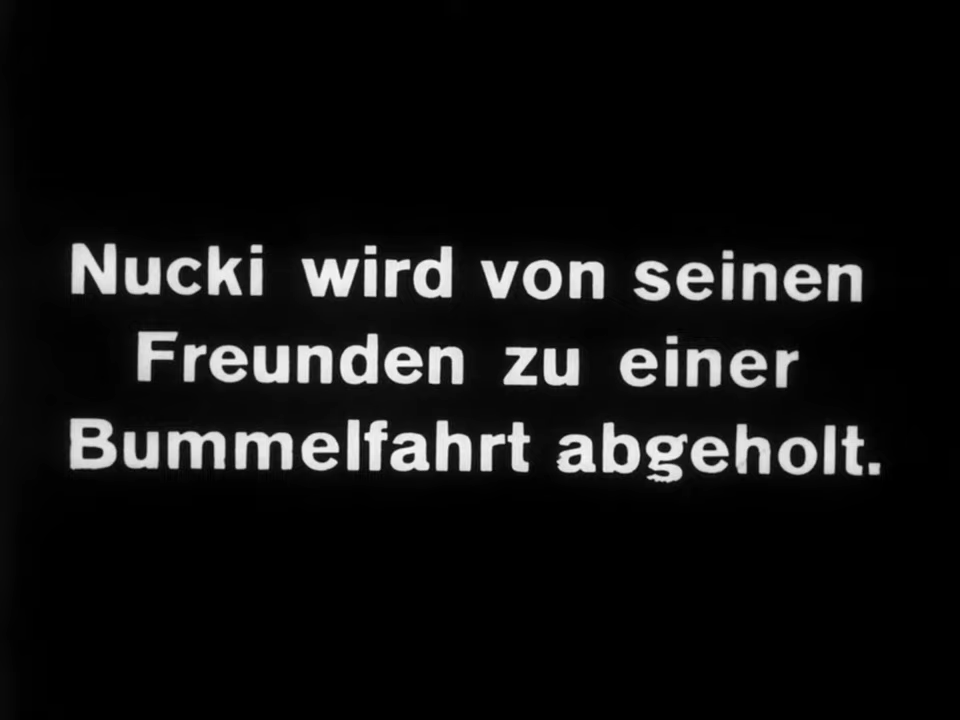 Nucki wird von seinen
Freunden zu einer
Bummelfahrt abgeholt.